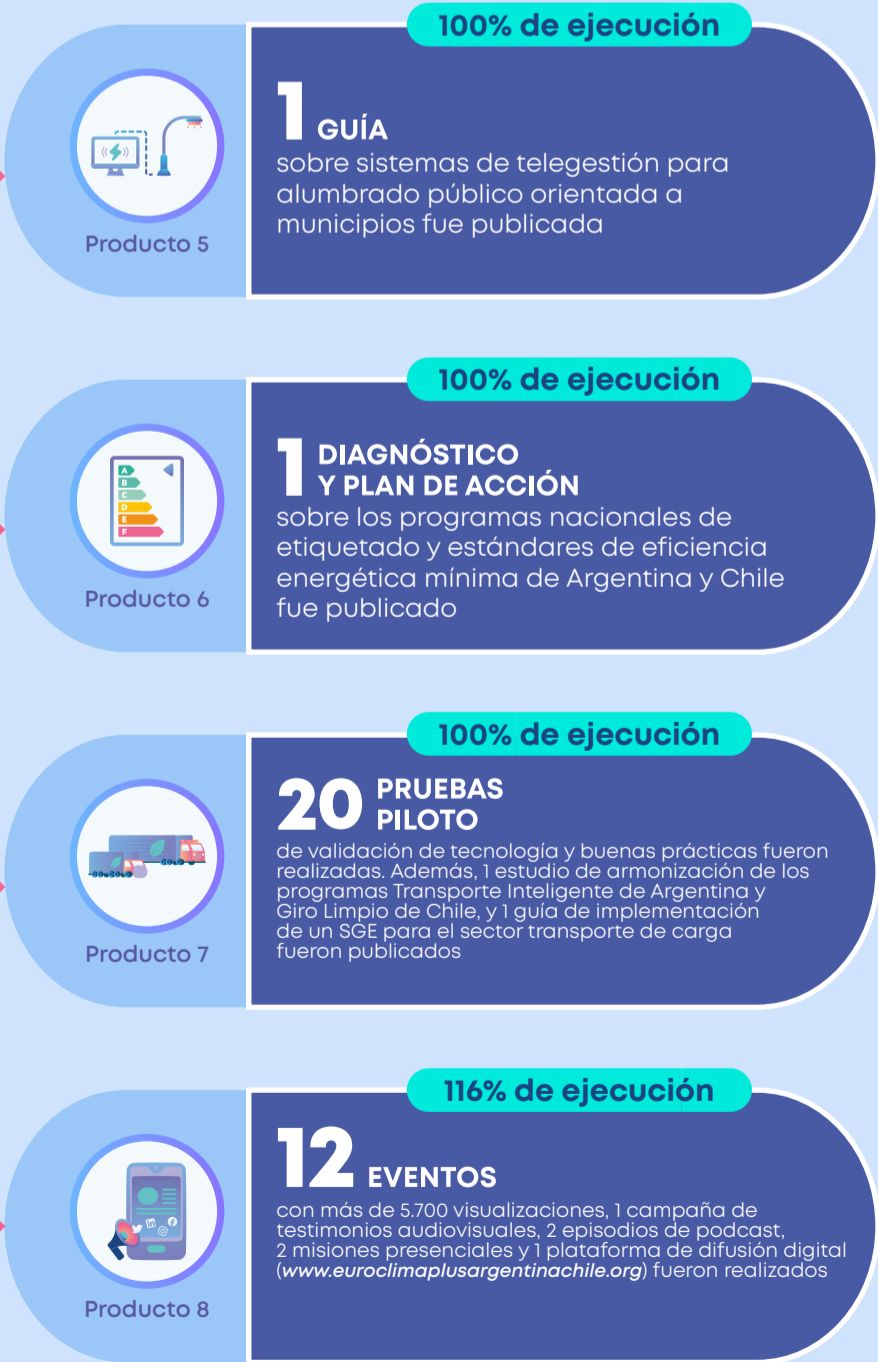 100% de ejecución
1 GUÍA
sobre sistemas de telegestión para
alumbrado público orientada a
municipios fue publicada
Producto 5
100% de ejecución
1 DIAGNÓSTICO
Y PLAN DE ACCIÓN
sobre los programas nacionales de
etiquetado y estándares de eficiencia
energética mínima de Argentina y Chile
fue publicado
A
B
C
D
E
F
Producto 6
100% de ejecución
20 PRUEBAS
PILOTO
de validación de tecnología y buenas prácticas fueron
realizadas. Además, 1 estudio de armonización de los
programas Transporte Inteligente de Argentina y
Giro Limpio de Chile, y 1 guía de implementación
de un SGE para el sector transporte de carga
fueron publicados
Producto 7
116% de ejecución
12 EVENTOS
con más de 5.700 visualizaciones, 1 campaña de
testimonios audiovisuales, 2 episodios de podcast,
2 misiones presenciales y 1 plataforma de difusión digital
(www.euroclimaplusargentinachile.org) fueron realizados
Producto 8